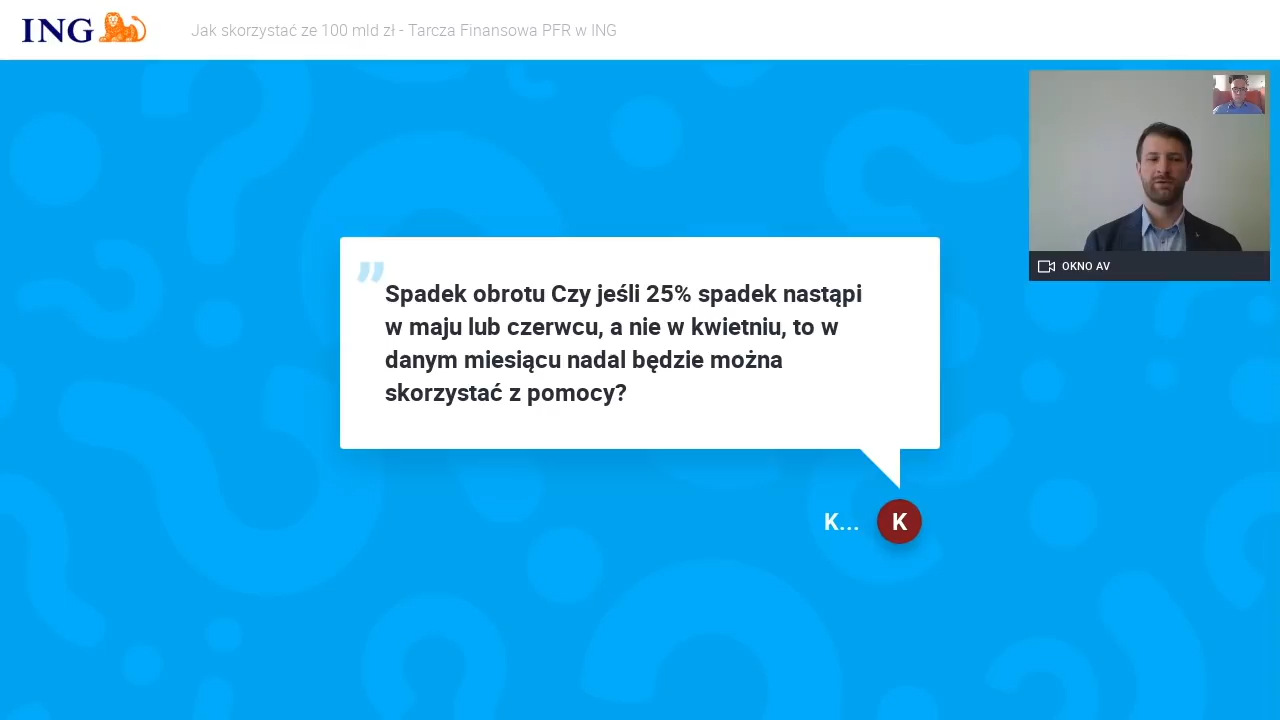 ING
Jak skorzystać ze 100 mld zł - Tarcza Finansowa PFR w ING
OKNO AV
”
Spadek obrotu Czy jeśli 25% spadek nastąpi
w maju lub czerwcu, a nie w kwietniu, to w
danym miesiącu nadal będzie można
skorzystać z pomocy?
K...
K